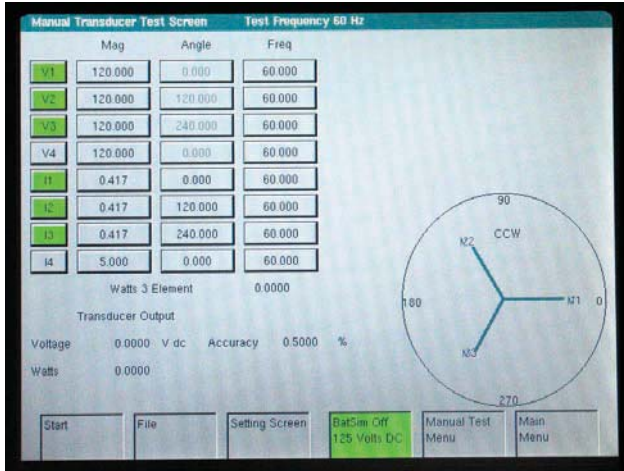 Manual Transducer Test Screen Test Frequency 60 Hz
Mag Angle Freq
V1 120.000 0.000 60.000
V2 120.000 120.000 60.000
V3 120.000 240.000 60.000
V4 120.000 0.000 60.000
I1 0.417 0.000 60.000
I2 0.417 120.000 60.000
I3 0.417 240.000 60.000
I4 5.000 0.000 60.000
Watts 3 Element 0.0000
Transducer Output
Voltage 0.0000 V dc Accuracy 0.5000 %
Watts 0.0000
90
CCW
180
0
270
Start
File
Setting Screen
BatSim Off
125 Volts DC
Manual Test
Menu
Main
Menu